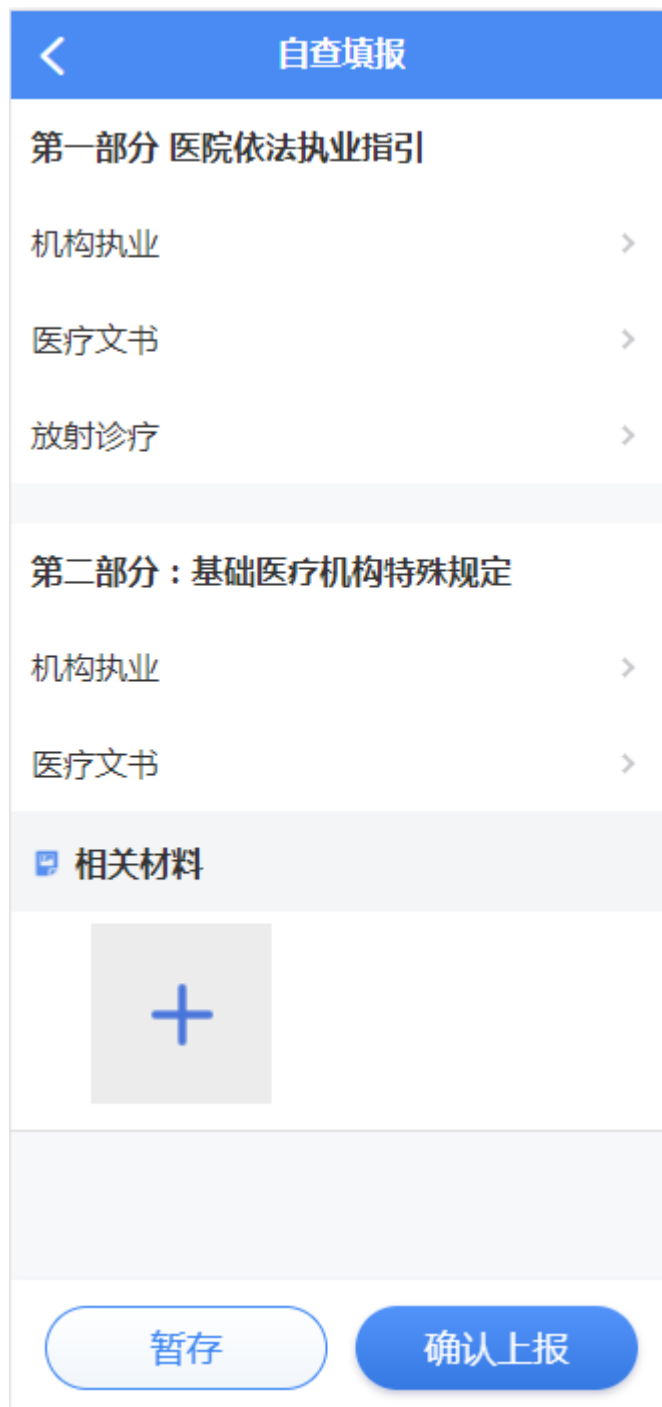 自查填报
第一部分 医院依法执业指引
机构执业
医疗文书
放射诊疗
第二部分：基础医疗机构特殊规定
机构执业
医疗文书
相关材料
暂存
确认上报